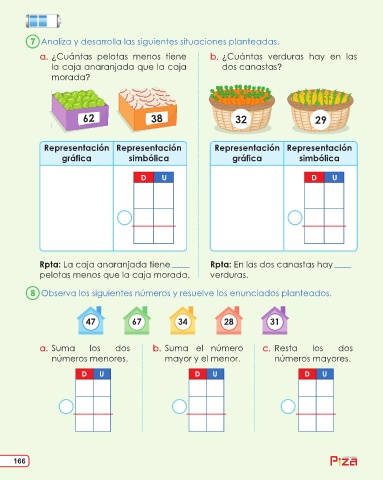 7 Analiza y desarrolla las siguientes situaciones planteadas.
a. ¿Cuántas pelotas menos tiene
la caja anaranjada que la caja
morada?
b. ¿Cuántas verduras hay en las
dos canastas?
62 38
32 29
Representación gráfica Representación simbólica
Representación gráfica Representación simbólica
D U
D U
Rpta: La caja anaranjada tiene ____
pelotas menos que la caja morada.
Rpta: En las dos canastas hay ____
verduras.
8 Observa los siguientes números y resuelve los enunciados planteados.
47 67 34 28 31
a. Suma los dos
números menores.
b. Suma el número
mayor y el menor.
c. Resta los dos
números mayores.
D U
D U
D U
166
Piza